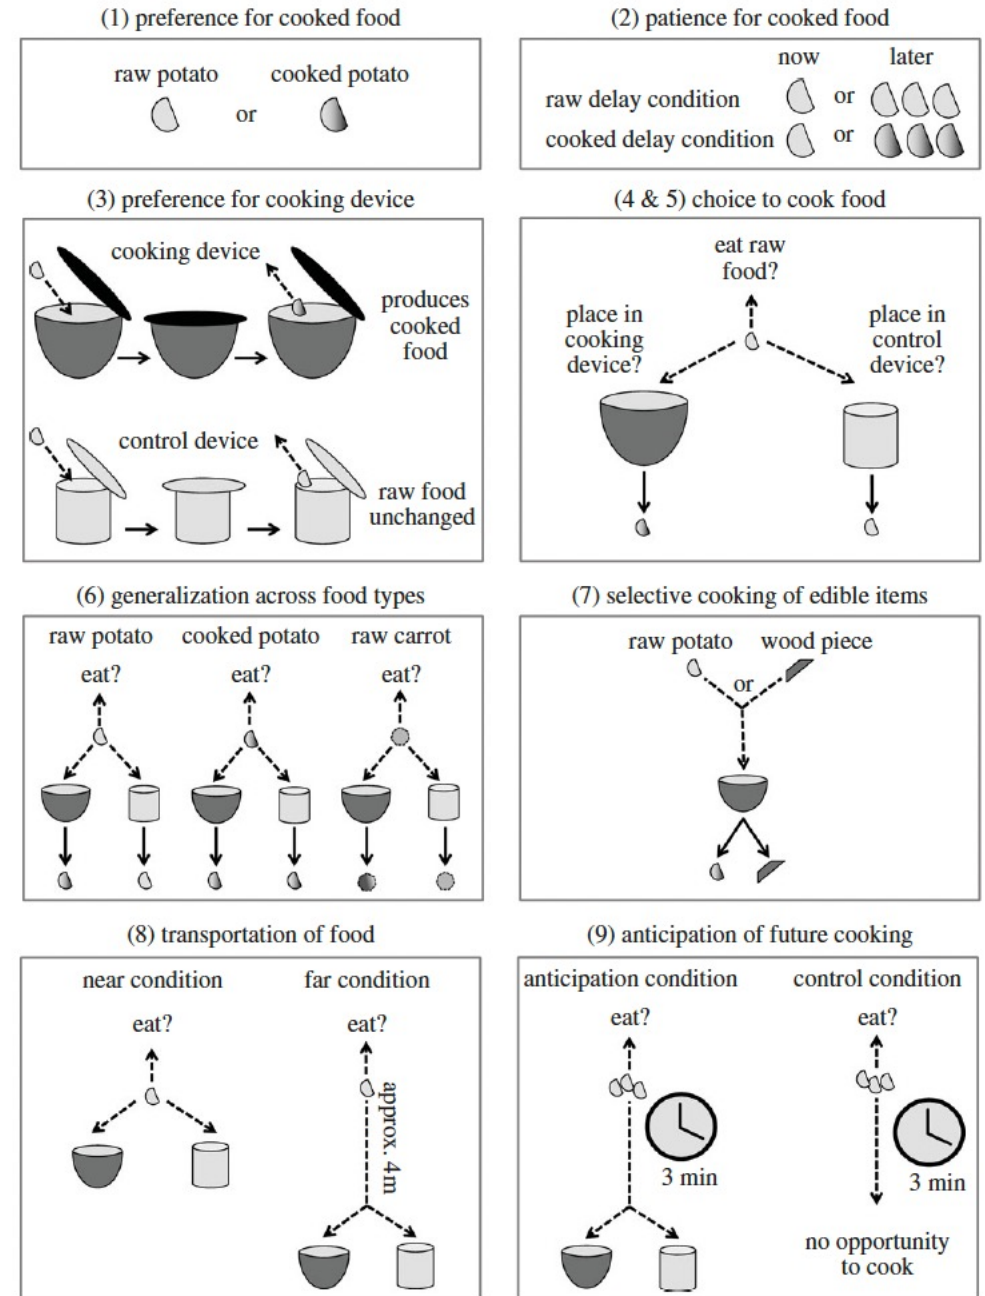 (1) preference for cooked food
raw potato cooked potato
or
(2) patience for cooked food
now later
raw delay condition or
cooked delay condition or
(3) preference for cooking device
cooking device
produces
cooked
food
control device
raw food
unchanged
(4 & 5) choice to cook food
eat raw
food?
place in
cooking
device?
place in
control
device?
(6) generalization across food types
raw potato cooked potato raw carrot
eat? eat? eat?
(7) selective cooking of edible items
raw potato wood piece
or
(8) transportation of food
near condition far condition
eat? eat?
approx. 4 m
(9) anticipation of future cooking
anticipation condition control condition
eat? eat?
3 min
3 min
no opportunity
to cook